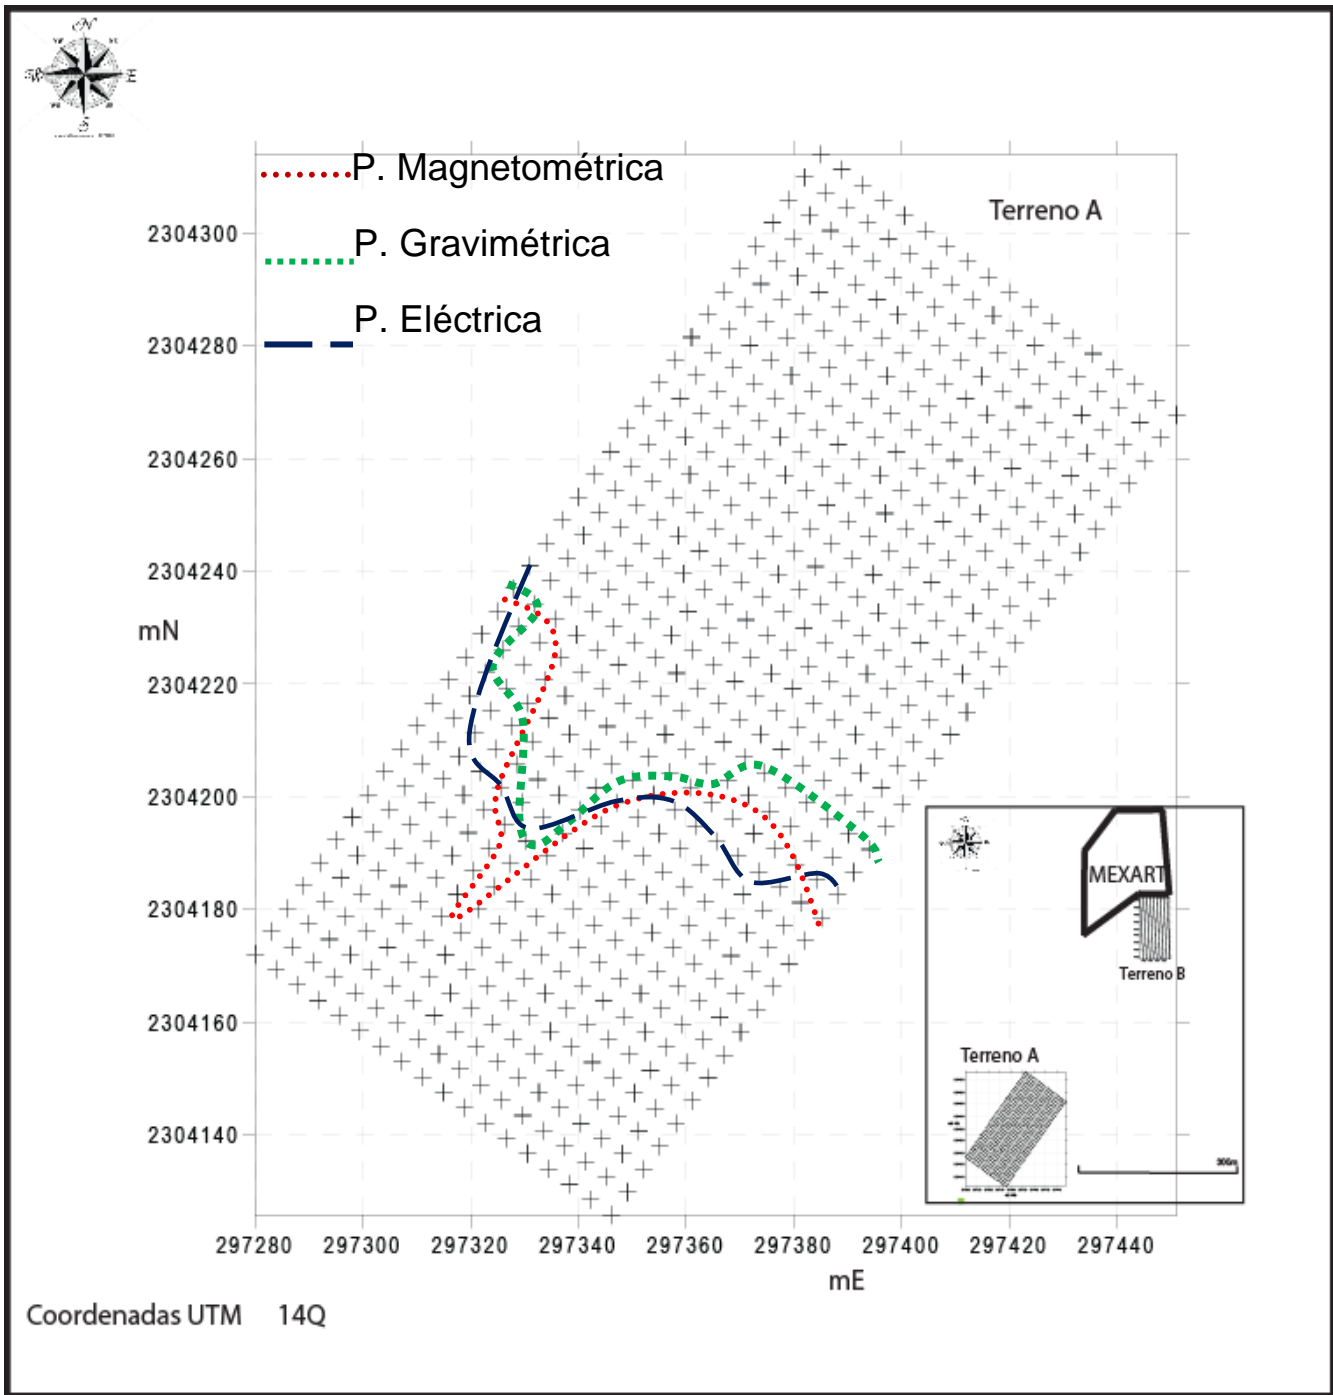 N
E
S
P. Magnetométrica
Terreno A
P. Gravimétrica
P. Eléctrica
2304300
2304280
2304260
2304240
mN
2304220
2304200
2304180
2304160
2304140
297280 297300 297320 297340 297360 297380 297400 297420 297440
mE
MEXART
Terreno B
Terreno A
Coordenadas UTM 14Q